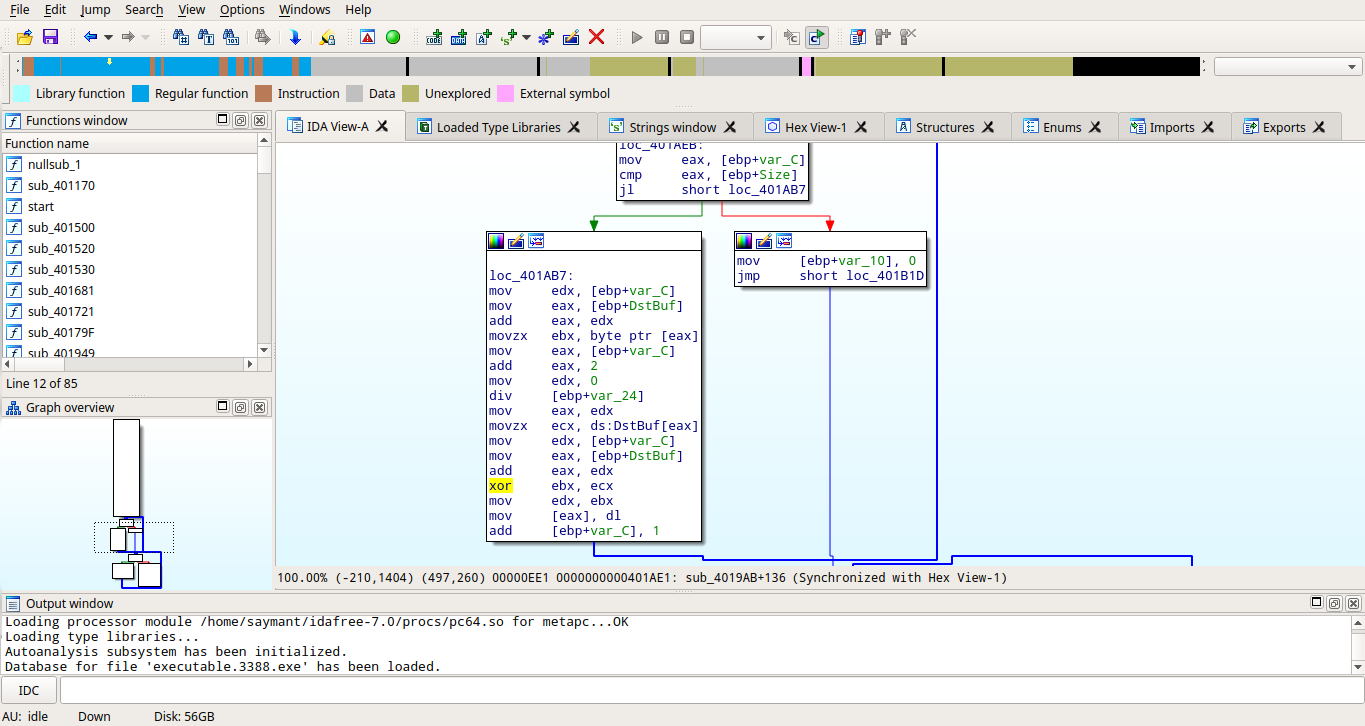 File Edit Jump Search View Options Windows Help
Library function Regular function Instruction Data Unexplored External symbol
Functions window
Function name
nullsub_1
sub_401170
start
sub_401500
sub_401520
sub_401530
sub_401681
sub_401721
sub_40179F
sub_401949
Line 12 of 85
Graph overview
IDA View-A Loaded Type Libraries Strings window Hex View-1 Structures Enums Imports Exports
loc_401AEB:
mov eax, [ebp+var_C]
cmp eax, [ebp+Size]
jl short loc_401AB7
loc_401AB7:
mov edx, [ebp+var_C]
mov eax, [ebp+DstBuf]
add eax, edx
movzx ebx, byte ptr [eax]
mov eax, [ebp+var_C]
add eax, 2
mov edx, 0
div [ebp+var_24]
mov eax, edx
movzx ecx, ds:DstBuf[eax]
mov edx, [ebp+var_C]
mov eax, [ebp+DstBuf]
add eax, edx
xor ebx, ecx
mov edx, ebx
mov [eax], dl
add [ebp+var_C], 1
mov [ebp+var_10], 0
jmp short loc_401B1D
100.00% (-210,1404) (497,260) 00000EE1 0000000000401AE1: sub_4019AB+136 (Synchronized with Hex View-1)
Output window
Loading processor module /home/saymant/idafree-7.0/procs/pc64.so for metapc...OK
Loading type libraries...
Autoanalysis subsystem has been initialized.
Database for file 'executable.3388.exe' has been loaded.
IDC
AU: idle Down Disk: 56GB